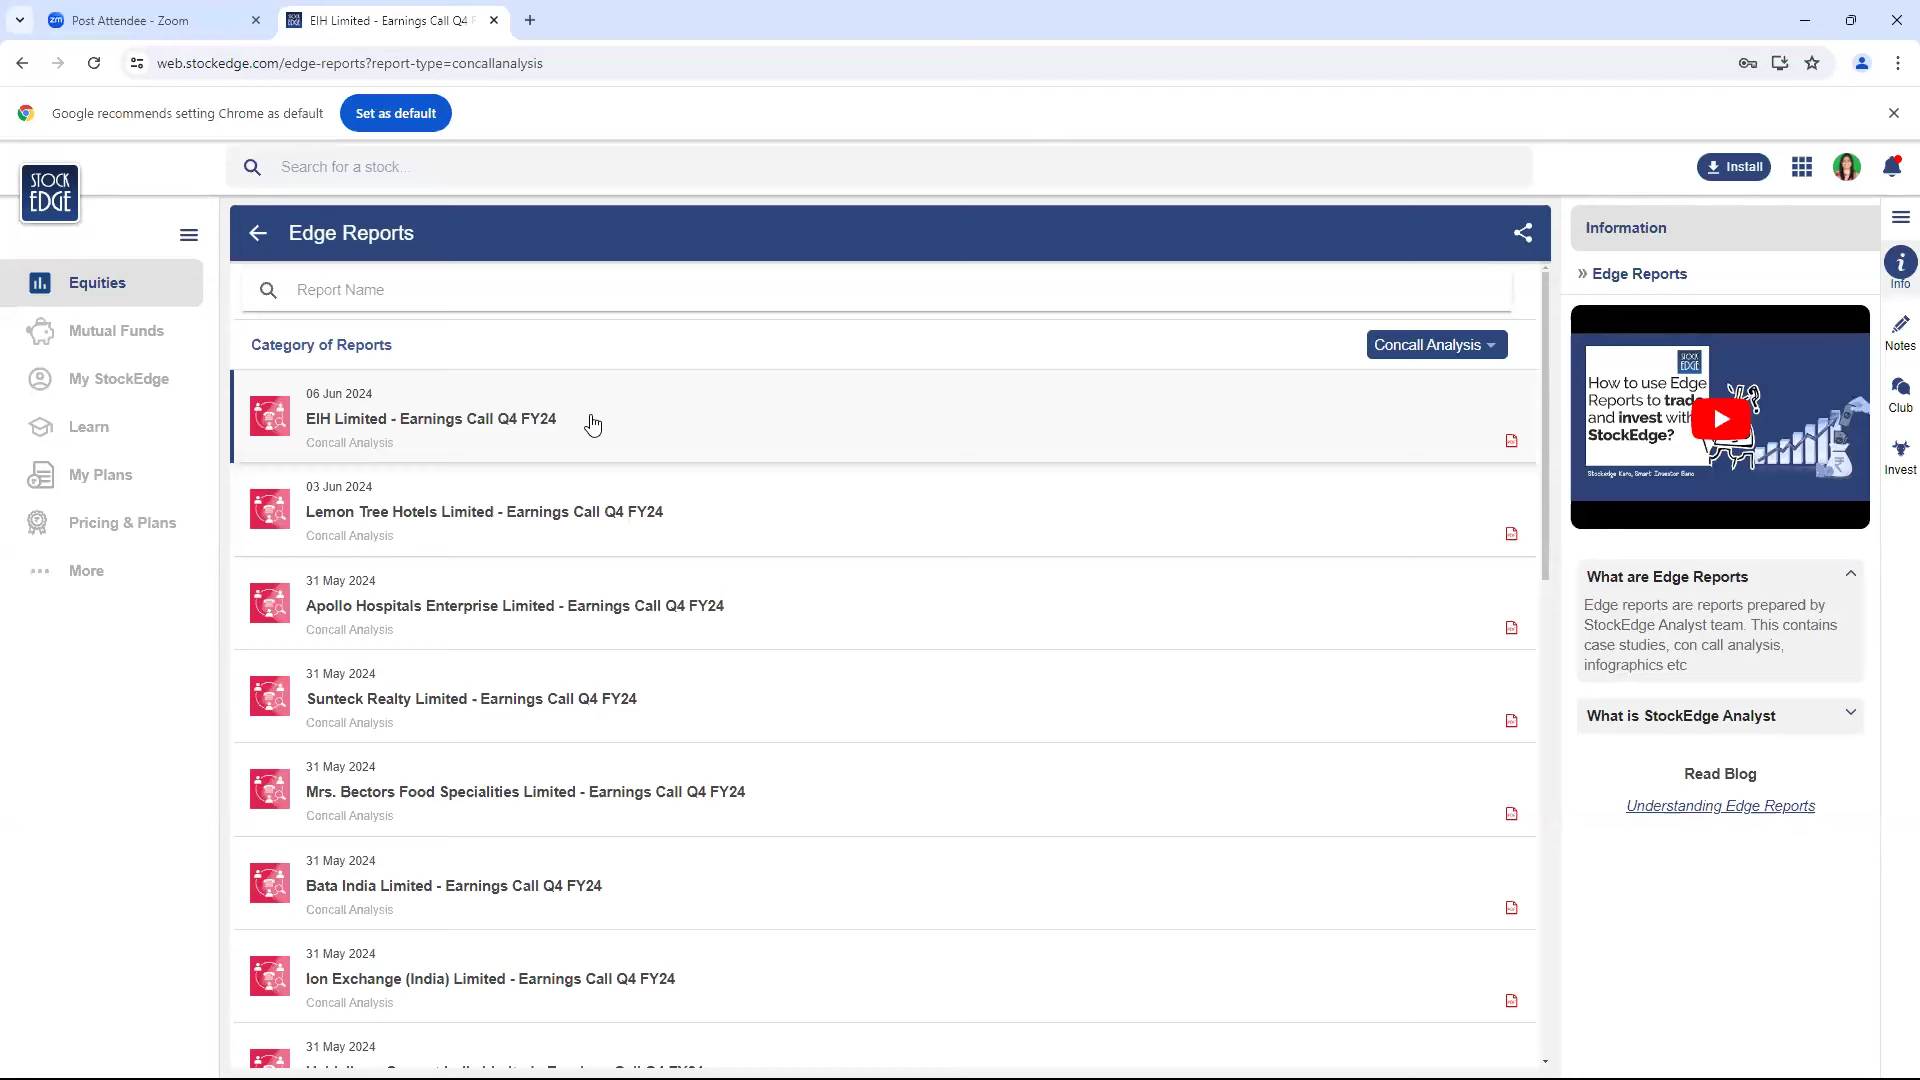 Post Attendee - Zoom
EIH Limited - Earnings Call Q4 F
web.stockedge.com/edge-reports?report-type=concallanalysis
Google recommends setting Chrome as default
Set as default
STOCK
EDGE
Search for a stock...
Install
Equities
Mutual Funds
My StockEdge
Learn
My Plans
Pricing & Plans
More
Edge Reports
Report Name
Category of Reports
Concall Analysis
06 Jun 2024
EIH Limited - Earnings Call Q4 FY24
Concall Analysis
03 Jun 2024
Lemon Tree Hotels Limited - Earnings Call Q4 FY24
Concall Analysis
31 May 2024
Apollo Hospitals Enterprise Limited - Earnings Call Q4 FY24
Concall Analysis
31 May 2024
Sunteck Realty Limited - Earnings Call Q4 FY24
Concall Analysis
31 May 2024
Mrs. Bectors Food Specialities Limited - Earnings Call Q4 FY24
Concall Analysis
31 May 2024
Bata India Limited - Earnings Call Q4 FY24
Concall Analysis
31 May 2024
Ion Exchange (India) Limited - Earnings Call Q4 FY24
Concall Analysis
31 May 2024
Information
» Edge Reports
STOCK
EDGE
How to use Edge
Reports to trade
and invest with
StockEdge?
Stockedge Karo, Smart Investor Bano
What are Edge Reports
Edge reports are reports prepared by
StockEdge Analyst team. This contains
case studies, con call analysis,
infographics etc
What is StockEdge Analyst
Read Blog
Understanding Edge Reports
Info
Notes
Club
Invest